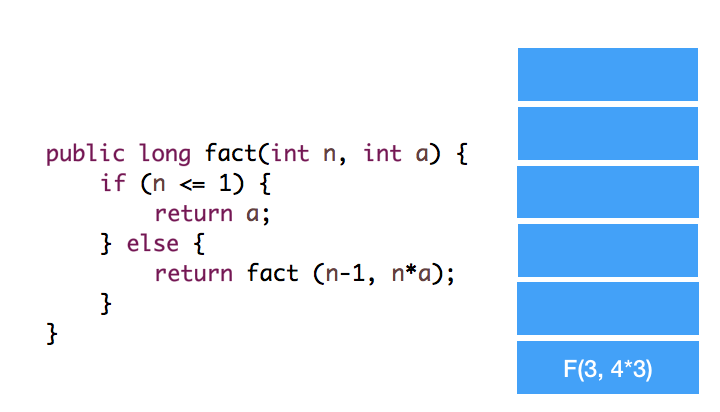 public long fact(int n, int a) {
    if (n <= 1) {
        return a;
    } else {
        return fact (n-1, n*a);
    }
}
F(3, 4*3)